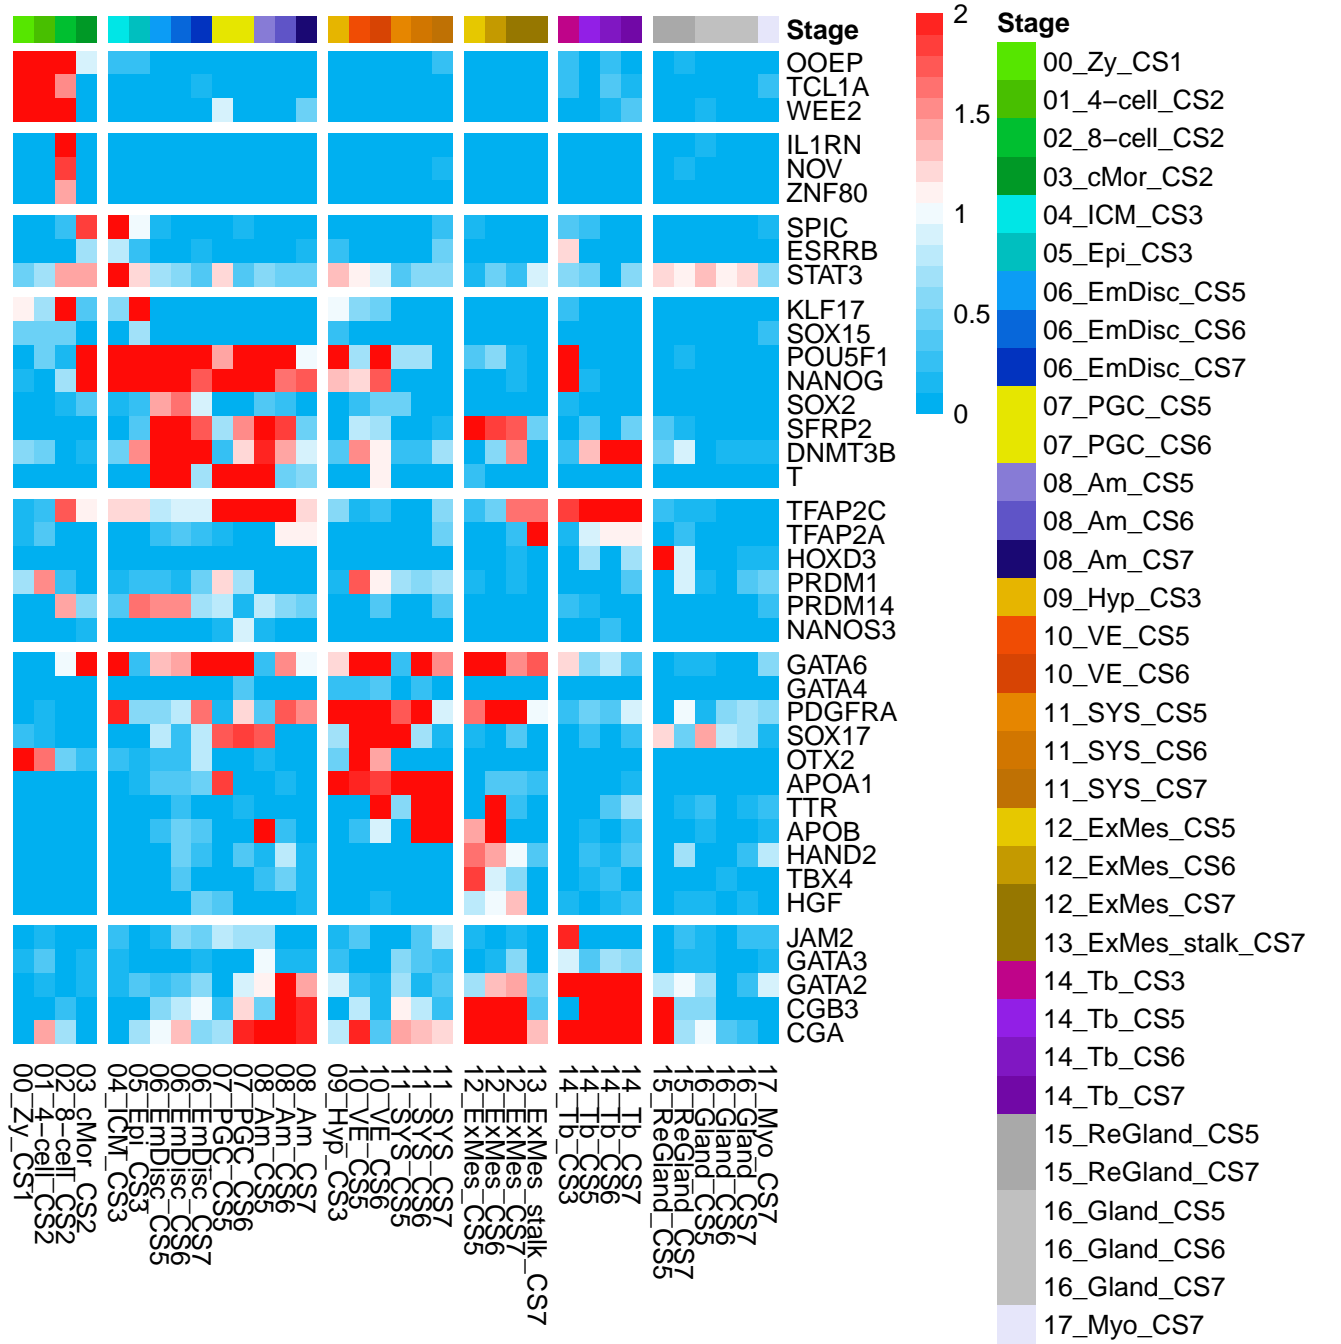 Stage
OOEP
TCL1A
WEE2
IL1RN
NOV
ZNF80
SPIC
ESRRB
STAT3
KLF17
SOX15
POU5F1
NANOG
SOX2
SFRP2
DNMT3B
T
TFAP2C
TFAP2A
HOXD3
PRDM1
PRDM14
NANOS3
GATA6
GATA4
PDGFRA
SOX17
OTX2
APOA1
TTR
APOB
HAND2
TBX4
HGF
JAM2
GATA3
GATA2
CGB3
CGA
00_Zy_CS1
01_4-cell_CS2
02_8-cell_CS2
03_cMor_CS2
04_ICM_CS3
05_Epi_CS3
06_EmDisc_CS5
06_EmDisc_CS6
06_EmDisc_CS7
07_PGC_CS5
07_PGC_CS6
08_Am_CS5
08_Am_CS6
08_Am_CS7
09_Hyp_CS3
10_VE_CS5
10_VE_CS6
11_SYS_CS5
11_SYS_CS6
11_SYS_CS7
12_ExMes_CS5
12_ExMes_CS6
12_ExMes_CS7
13_ExMes_stalk_CS7
14_Tb_CS3
14_Tb_CS5
14_Tb_CS6
14_Tb_CS7
15_ReGland_CS5
15_ReGland_CS7
16_Gland_CS5
16_Gland_CS6
16_Gland_CS7
17_Myo_CS7
2
1.5
1
0.5
0
Stage
00_Zy_CS1
01_4−cell_CS2
02_8−cell_CS2
03_cMor_CS2
04_ICM_CS3
05_Epi_CS3
06_EmDisc_CS5
06_EmDisc_CS6
06_EmDisc_CS7
07_PGC_CS5
07_PGC_CS6
08_Am_CS5
08_Am_CS6
08_Am_CS7
09_Hyp_CS3
10_VE_CS5
10_VE_CS6
11_SYS_CS5
11_SYS_CS6
11_SYS_CS7
12_ExMes_CS5
12_ExMes_CS6
12_ExMes_CS7
13_ExMes_stalk_CS7
14_Tb_CS3
14_Tb_CS5
14_Tb_CS6
14_Tb_CS7
15_ReGland_CS5
15_ReGland_CS7
16_Gland_CS5
16_Gland_CS6
16_Gland_CS7
17_Myo_CS7